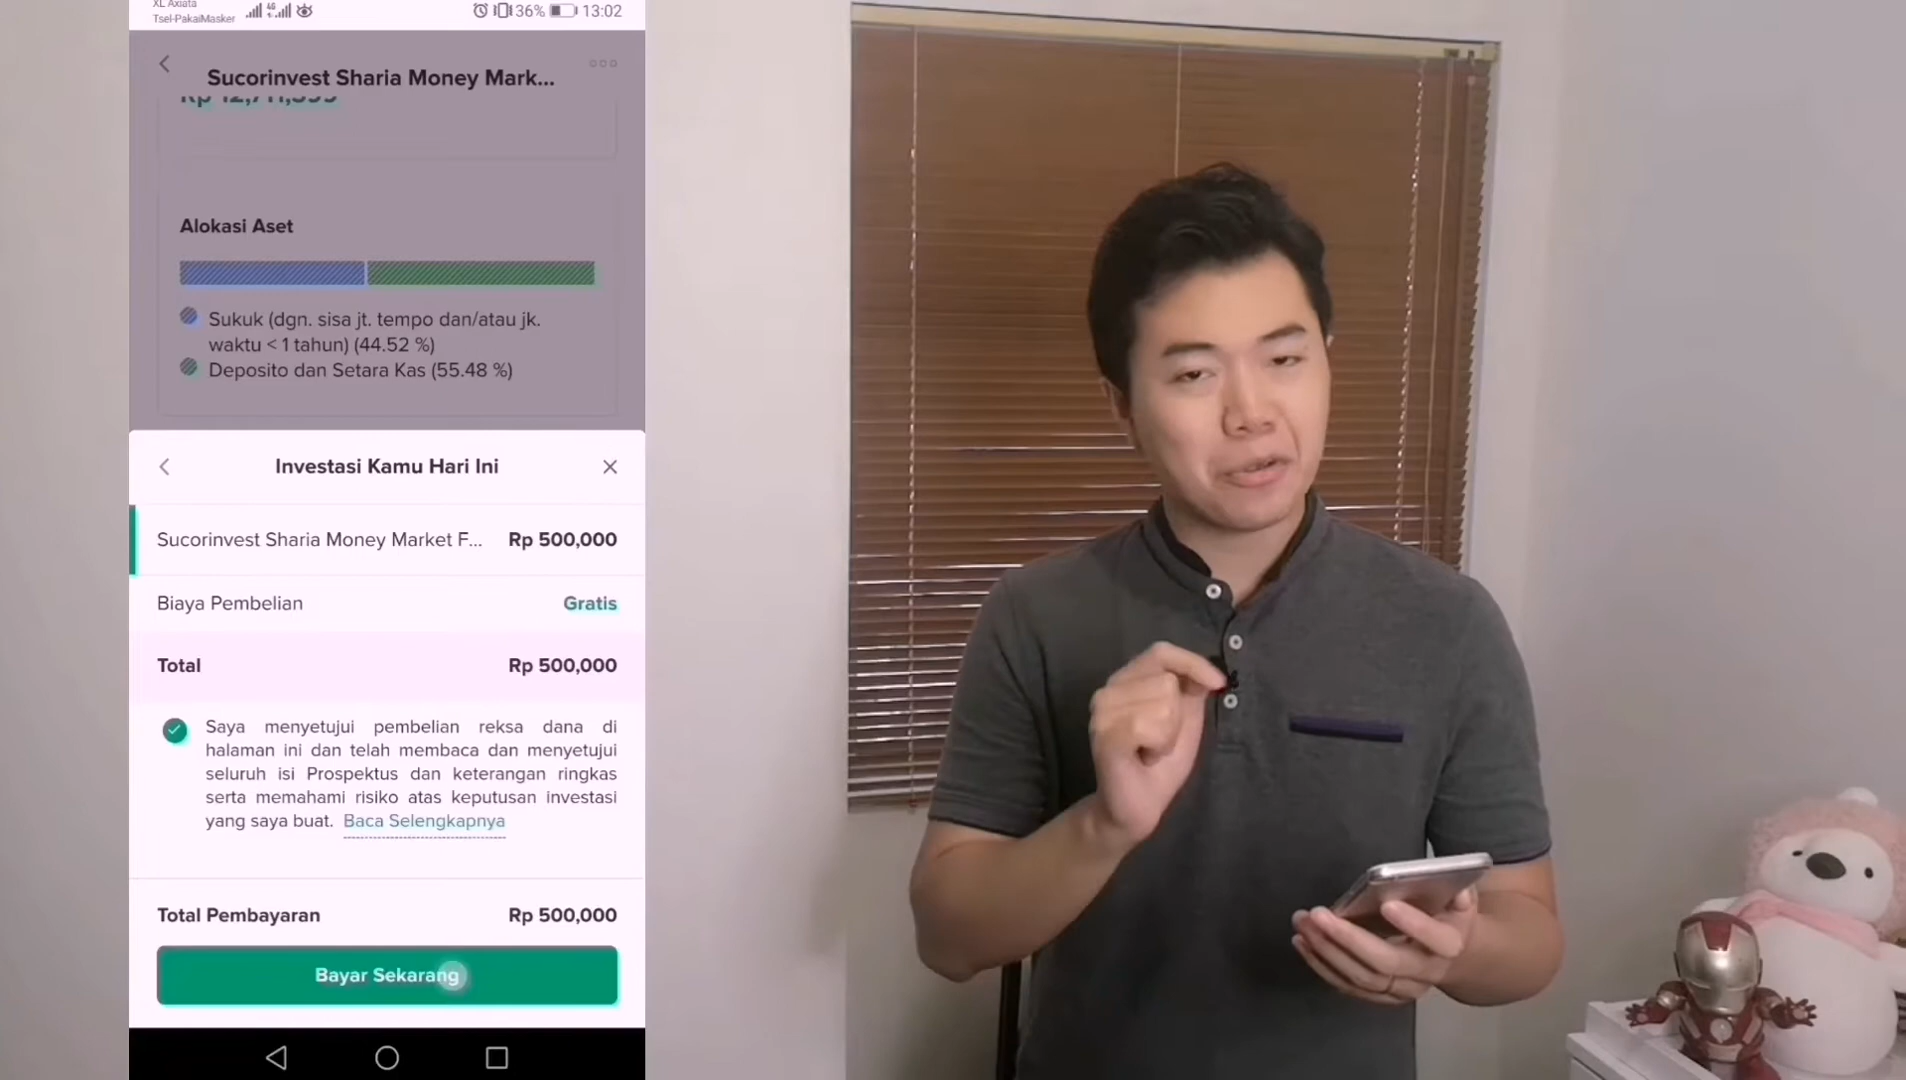 XL Axiata
Tsel-PakaiMasker
4G
36%
13:02
Sucorinvest Sharia Money Mark...
Alokasi Aset
Sukuk (dgn. sisa jt. tempo dan/atau jk.
waktu < 1 tahun) (44.52 %)
Deposito dan Setara Kas (55.48 %)
Investasi Kamu Hari Ini
Sucorinvest Sharia Money Market F... Rp 500,000
Biaya Pembelian Gratis
Total Rp 500,000
Saya menyetujui pembelian reksa dana di
halaman ini dan telah membaca dan menyetujui
seluruh isi Prospektus dan keterangan ringkas
serta memahami risiko atas keputusan investasi
yang saya buat. Baca Selengkapnya
Total Pembayaran Rp 500,000
Bayar Sekarang